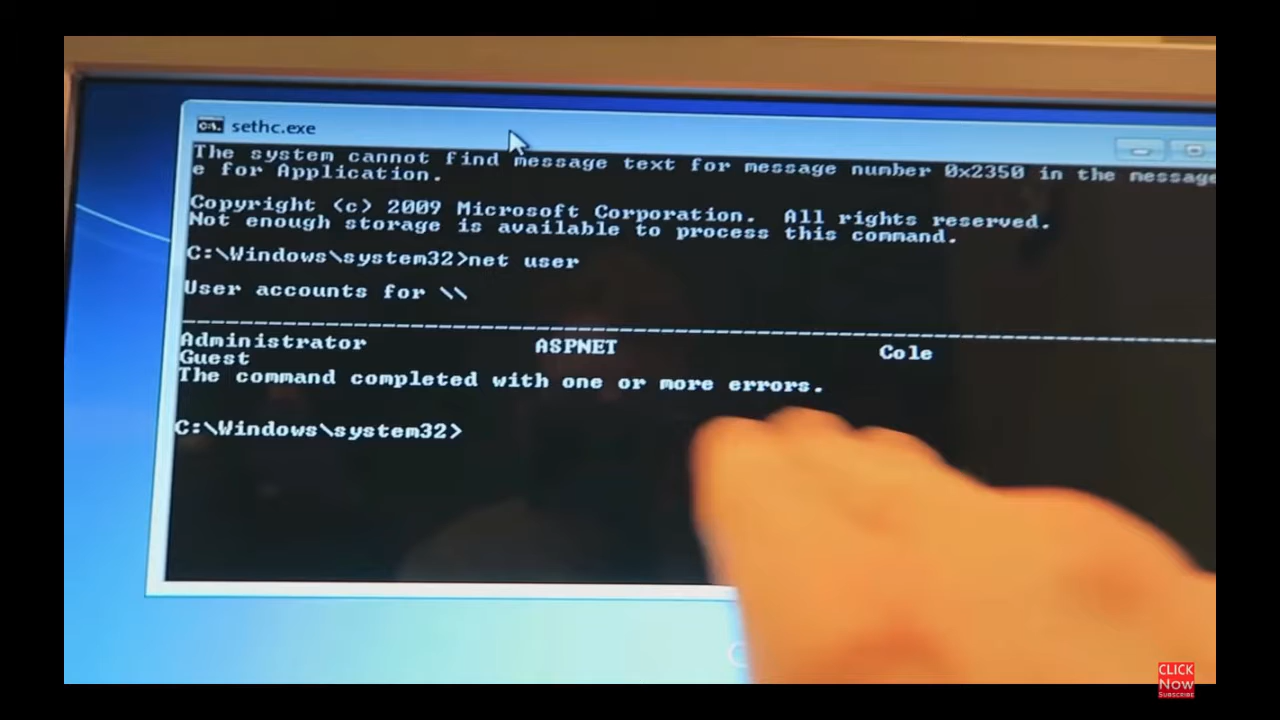 sethc.exe
The system cannot find message text for message number 0x2350 in the message
e for Application.
Copyright (c) 2009 Microsoft Corporation. All rights reserved.
Not enough storage is available to process this command.
C:\Windows\system32>net user
User accounts for \\
-------------------------------------------------------------------------------
Administrator ASPNET Cole
Guest
The command completed with one or more errors.
C:\Windows\system32>
CLICK
Now
SUBSCRIBE